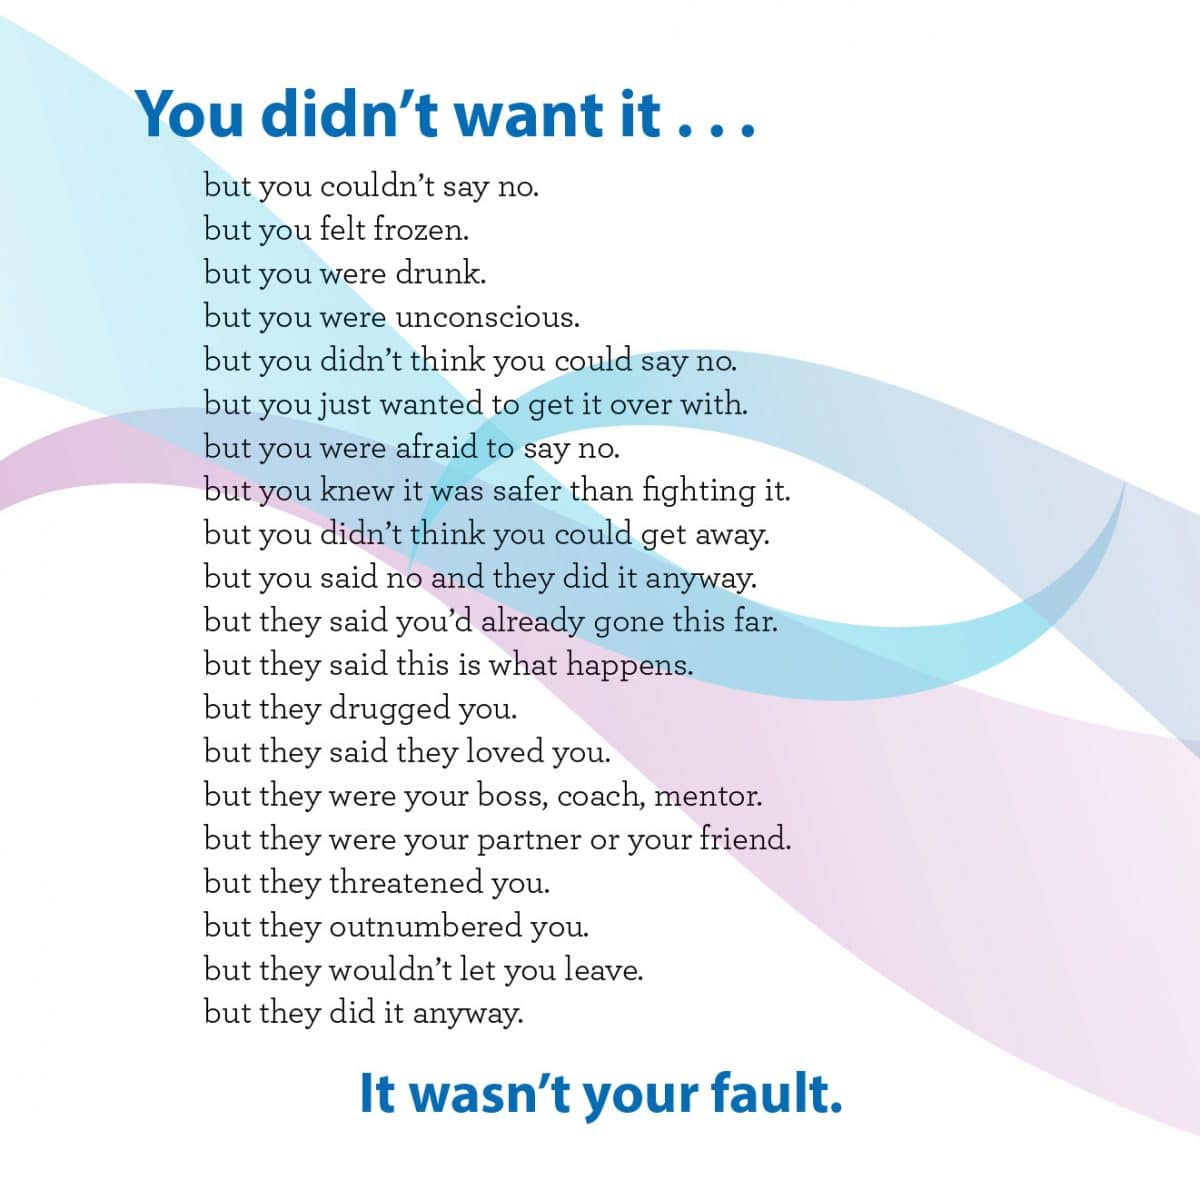 You didn’t want it . . .
but you couldn’t say no.
but you felt frozen.
but you were drunk.
but you were unconscious.
but you didn’t think you could say no.
but you just wanted to get it over with.
but you were afraid to say no.
but you knew it was safer than fighting it.
but you didn’t think you could get away.
but you said no and they did it anyway.
but they said you’d already gone this far.
but they said this is what happens.
but they drugged you.
but they said they loved you.
but they were your boss, coach, mentor.
but they were your partner or your friend.
but they threatened you.
but they outnumbered you.
but they wouldn’t let you leave.
but they did it anyway.
It wasn’t your fault.